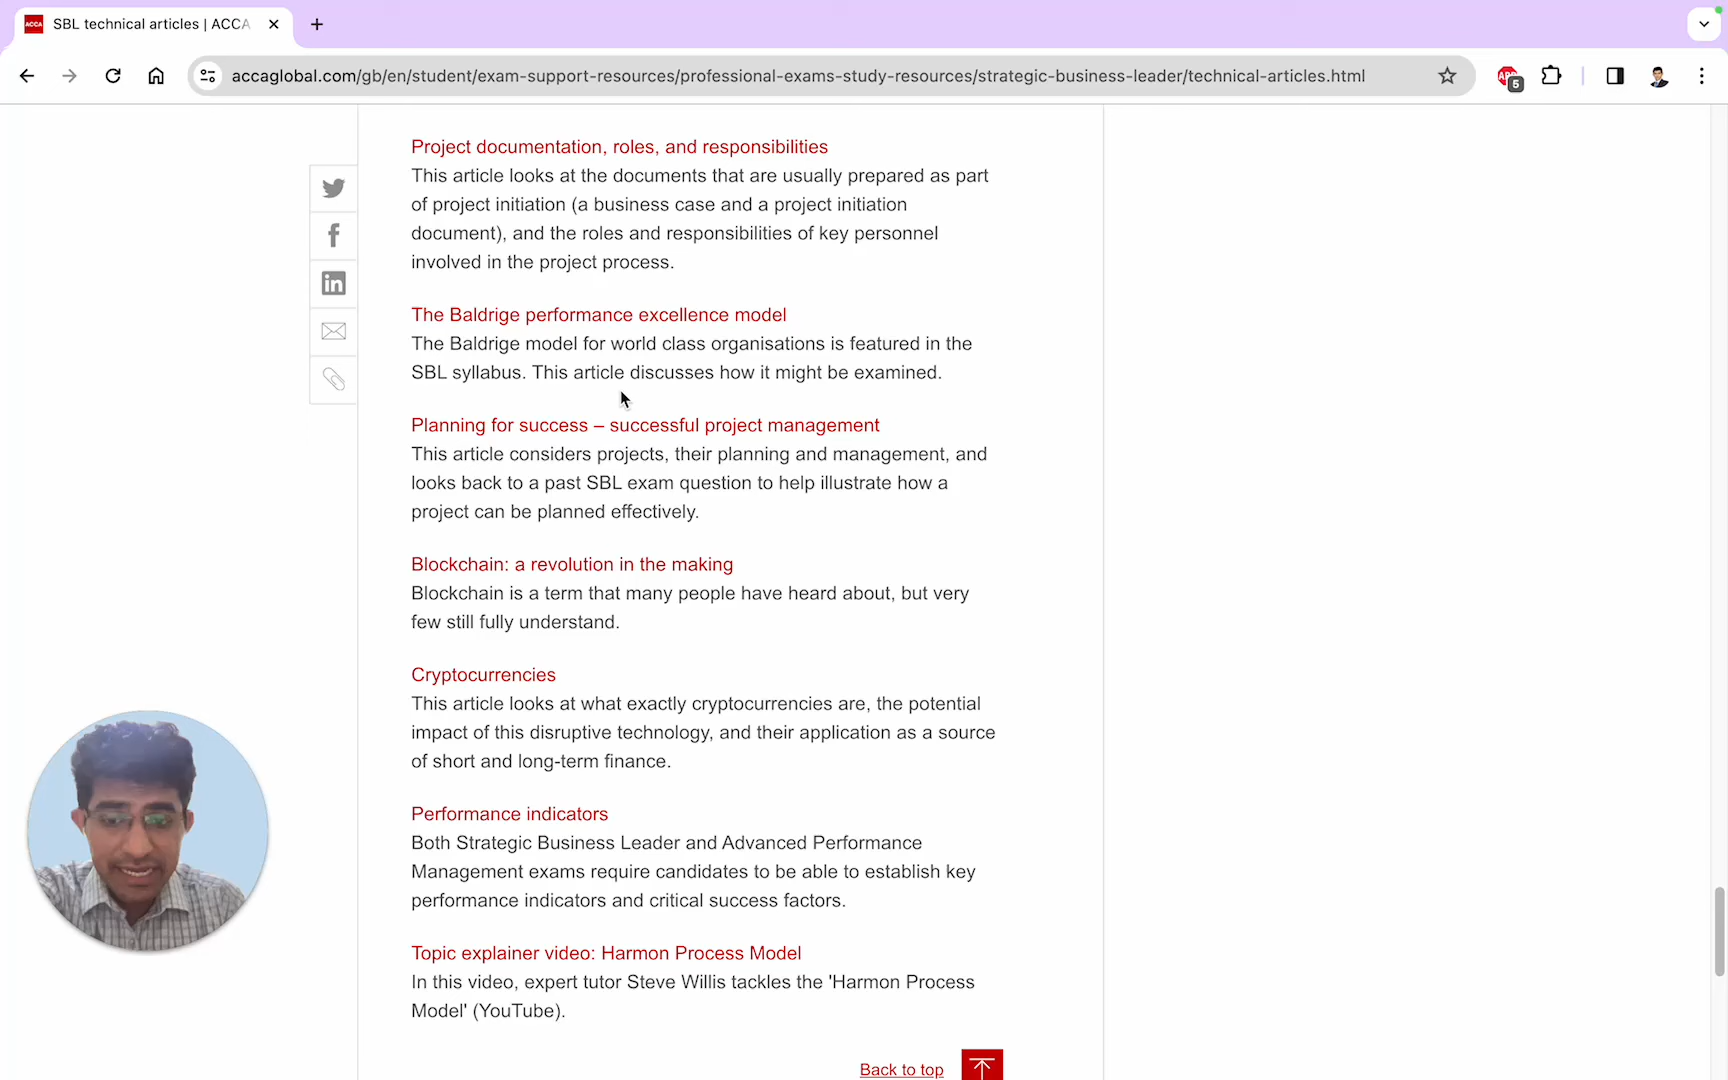 ACCA SBL technical articles | ACCA
accaglobal.com/gb/en/student/exam-support-resources/professional-exams-study-resources/strategic-business-leader/technical-articles.html
ABP 5
Project documentation, roles, and responsibilities
This article looks at the documents that are usually prepared as part
of project initiation (a business case and a project initiation
document), and the roles and responsibilities of key personnel
involved in the project process.
The Baldrige performance excellence model
The Baldrige model for world class organisations is featured in the
SBL syllabus. This article discusses how it might be examined.
Planning for success – successful project management
This article considers projects, their planning and management, and
looks back to a past SBL exam question to help illustrate how a
project can be planned effectively.
Blockchain: a revolution in the making
Blockchain is a term that many people have heard about, but very
few still fully understand.
Cryptocurrencies
This article looks at what exactly cryptocurrencies are, the potential
impact of this disruptive technology, and their application as a source
of short and long-term finance.
Performance indicators
Both Strategic Business Leader and Advanced Performance
Management exams require candidates to be able to establish key
performance indicators and critical success factors.
Topic explainer video: Harmon Process Model
In this video, expert tutor Steve Willis tackles the 'Harmon Process
Model' (YouTube).
Back to top